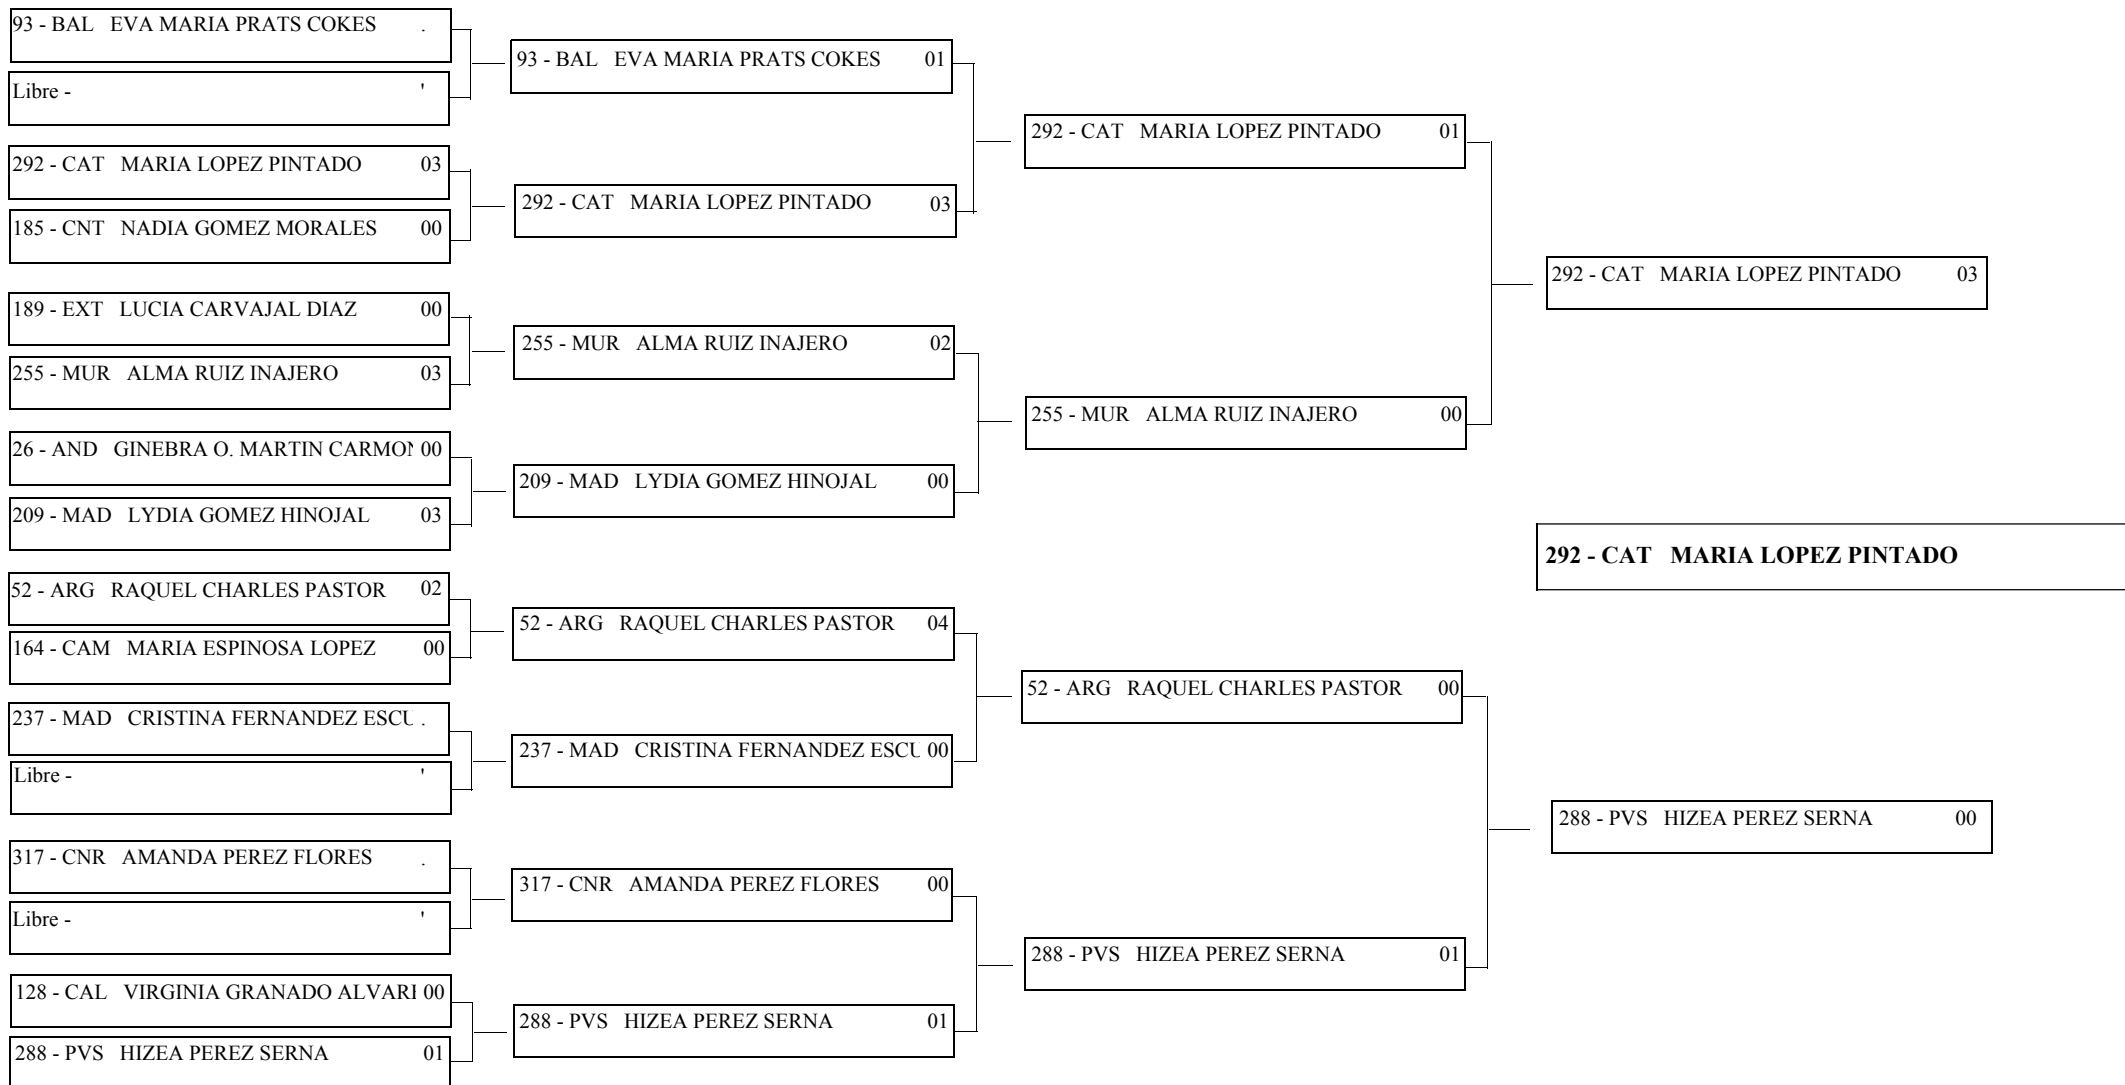 93 - BAL EVA MARIA PRATS COKES .
Libre - '
292 - CAT MARIA LOPEZ PINTADO 03
185 - CNT NADIA GOMEZ MORALES 00
189 - EXT LUCIA CARVAJAL DIAZ 00
255 - MUR ALMA RUIZ INAJERO 03
26 - AND GINEBRA O. MARTIN 00
209 - MAD LYDIA GOMEZ HINOJAL 03
52 - ARG RAQUEL CHARLES PASTOR 02
164 - CAM MARIA ESPINOSA LOPEZ 00
237 - MAD CRISTINA FERNANDEZ .
Libre - '
317 - CNR AMANDA PEREZ FLORES .
Libre - '
128 - CAL VIRGINIA GRANADO 00
288 - PVS HIZEA PEREZ SERNA 01
93 - BAL EVA MARIA PRATS COKES 01
292 - CAT MARIA LOPEZ PINTADO 03
255 - MUR ALMA RUIZ INAJERO 02
209 - MAD LYDIA GOMEZ HINOJAL 00
52 - ARG RAQUEL CHARLES PASTOR 04
237 - MAD CRISTINA FERNANDEZ 00
317 - CNR AMANDA PEREZ FLORES 00
288 - PVS HIZEA PEREZ SERNA 01
292 - CAT MARIA LOPEZ PINTADO 01
255 - MUR ALMA RUIZ INAJERO 00
52 - ARG RAQUEL CHARLES PASTOR 00
288 - PVS HIZEA PEREZ SERNA 01
292 - CAT MARIA LOPEZ PINTADO 03
288 - PVS HIZEA PEREZ SERNA 00
292 - CAT MARIA LOPEZ PINTADO